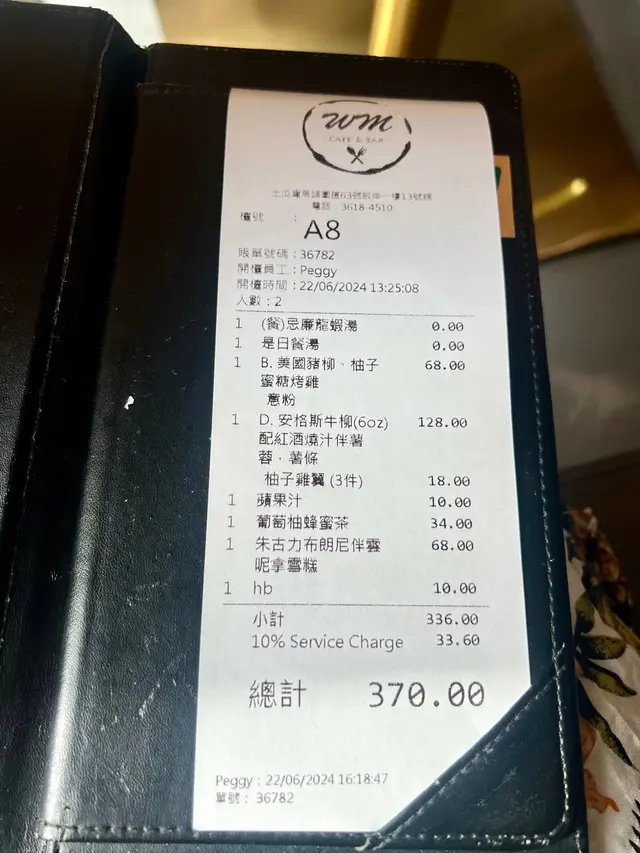 WM
CAFE & BAR
電話：3618-4510
檯號 ：
A8
賬單號碼：36782
開檯員工：Peggy
開檯時間：22/06/2024 13:25:08
人數：2
1 (餐)忌廉龍蝦湯 0.00
1 是日餐湯 0.00
1 B. 美國豬柳、柚子 68.00
蜜糖烤雞
意粉
1 D. 安格斯牛柳(6oz) 128.00
配紅酒燒汁伴薯
蓉，薯條
柚子雞翼 (3件) 18.00
1 蘋果汁 10.00
1 葡萄柚蜂蜜茶 34.00
1 朱古力布朗尼伴雲 68.00
呢拿雪糕
1 hb 10.00
小計 336.00
10% Service Charge 33.60
總計 370.00
Peggy：22/06/2024 16:18:47
單號：36782